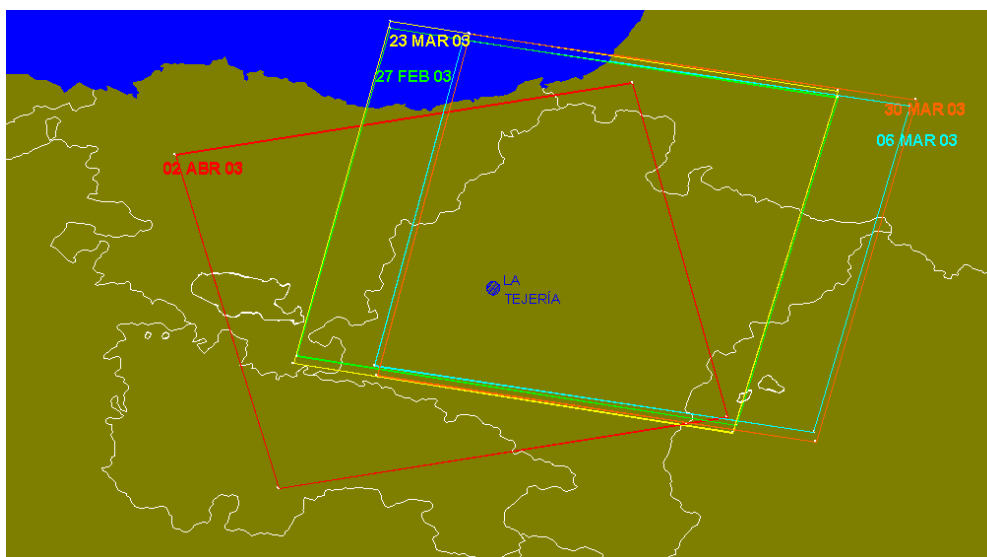 23 MAR 03
27 FEB 03
30 MAR 03
06 MAR 03
02 ABR 03
LA
TEJERÍA